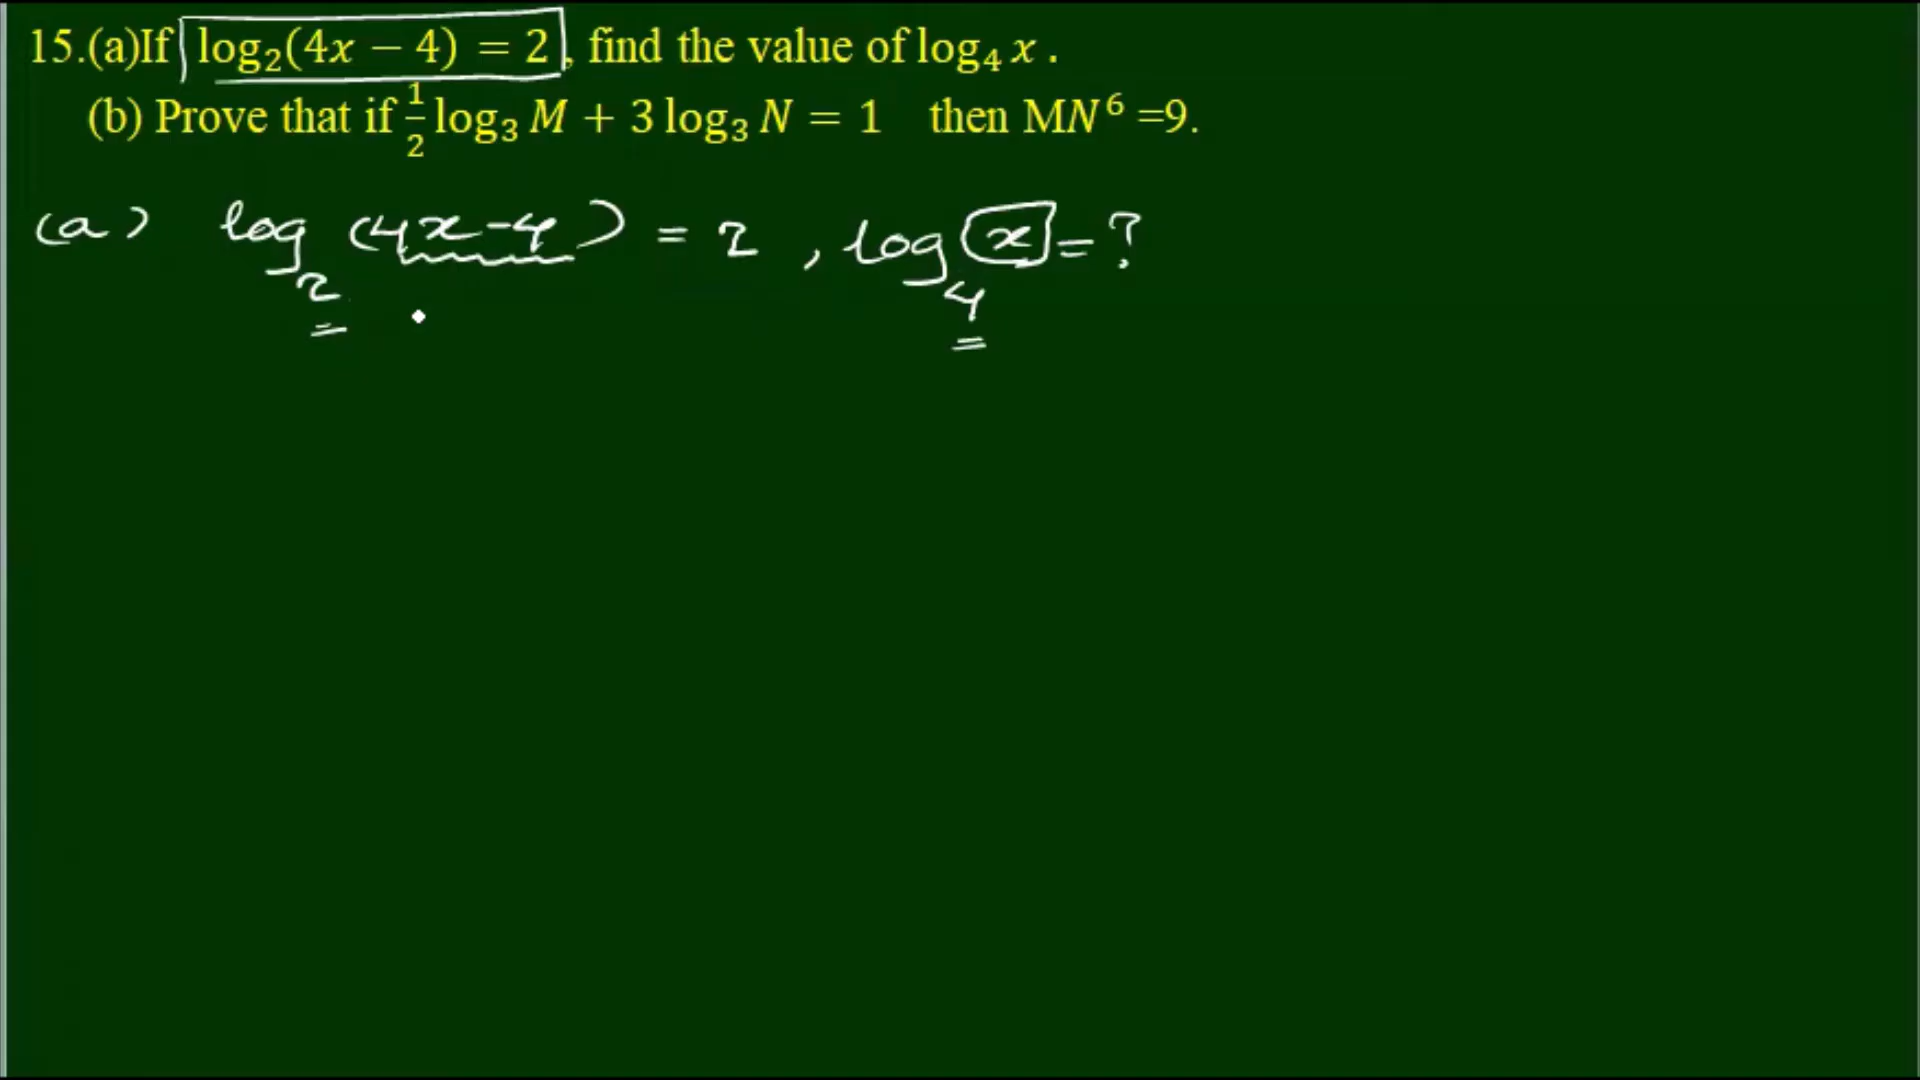 15.(a)If log₂(4x − 4) = 2, find the value of log₄ x .
(b) Prove that if ½ log₃ M + 3 log₃ N = 1 then MN⁶ =9.
(a) log₂ (4x-4) = 2 , log₄ x = ?